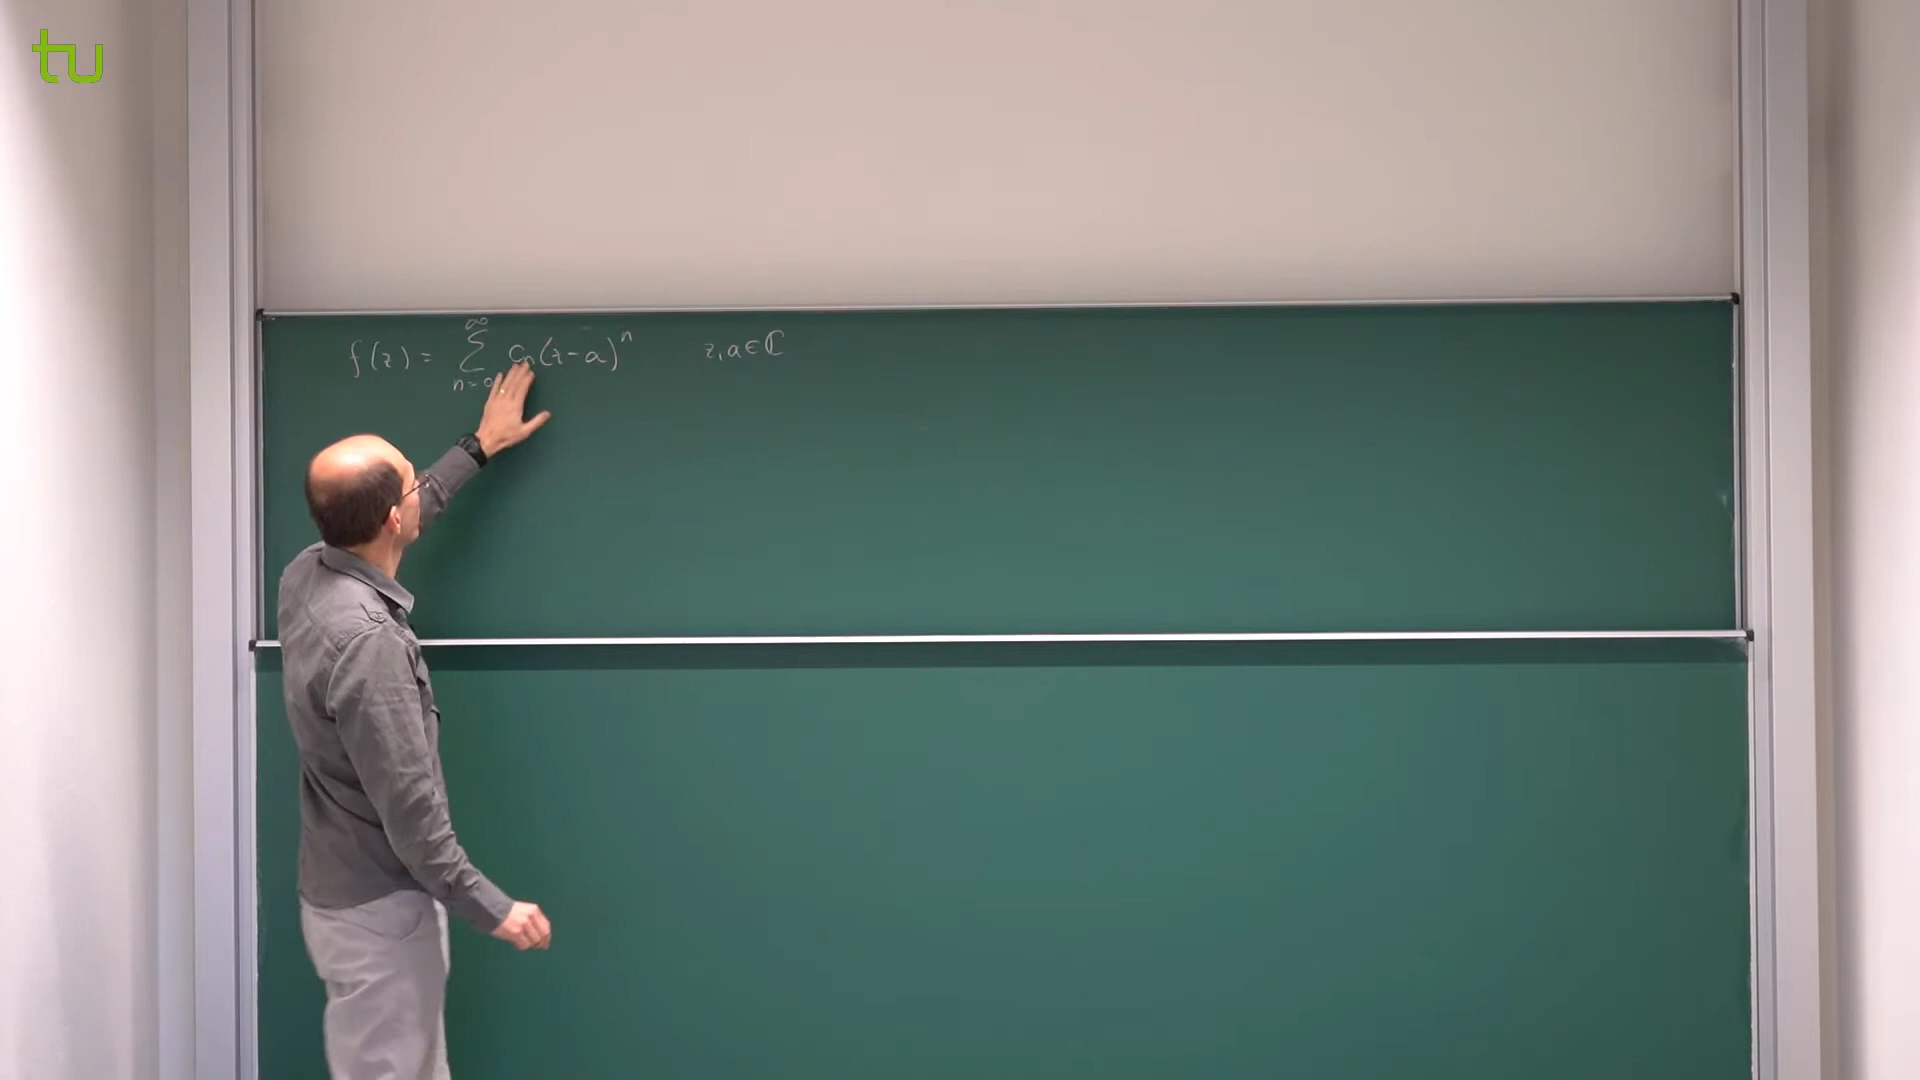 tu
f(z) = ∑_{n=0}^{∞} c_n (z-a)^n    z, a ∈ ℂ